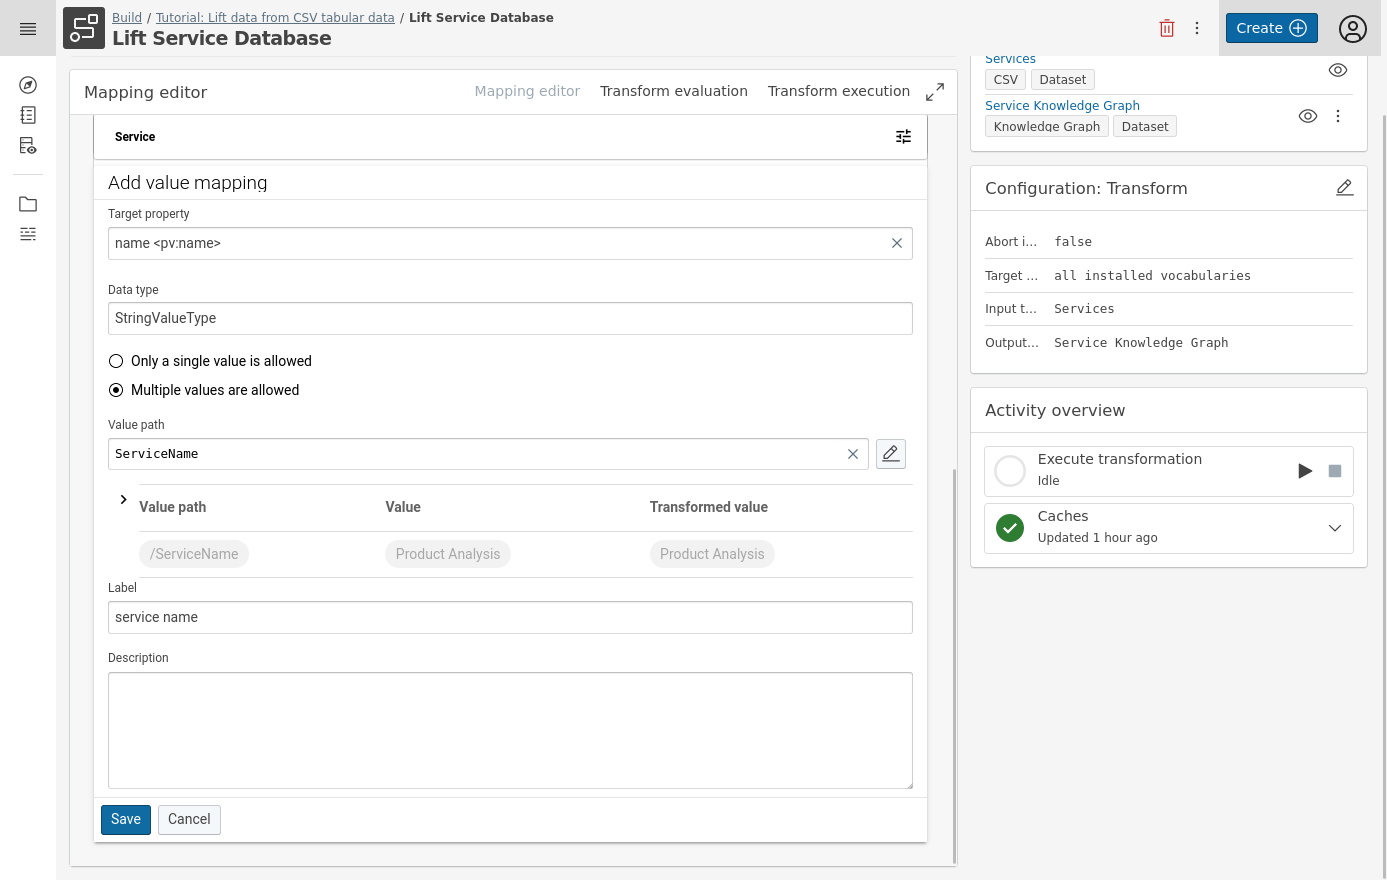 Build / Tutorial: Lift data from CSV tabular data / Lift Service Database
Lift Service Database
Create
Mapping editor
Mapping editor Transform evaluation Transform execution
Service
Add value mapping
Target property
name <pv:name>
Data type
StringValueType
Only a single value is allowed
Multiple values are allowed
Value path
ServiceName
Value path Value Transformed value
/ServiceName Product Analysis Product Analysis
Label
service name
Description
Save Cancel
Services
CSV Dataset
Service Knowledge Graph
Knowledge Graph Dataset
Configuration: Transform
Abort i... false
Target ... all installed vocabularies
Input t... Services
Output... Service Knowledge Graph
Activity overview
Execute transformation
Idle
Caches
Updated 1 hour ago